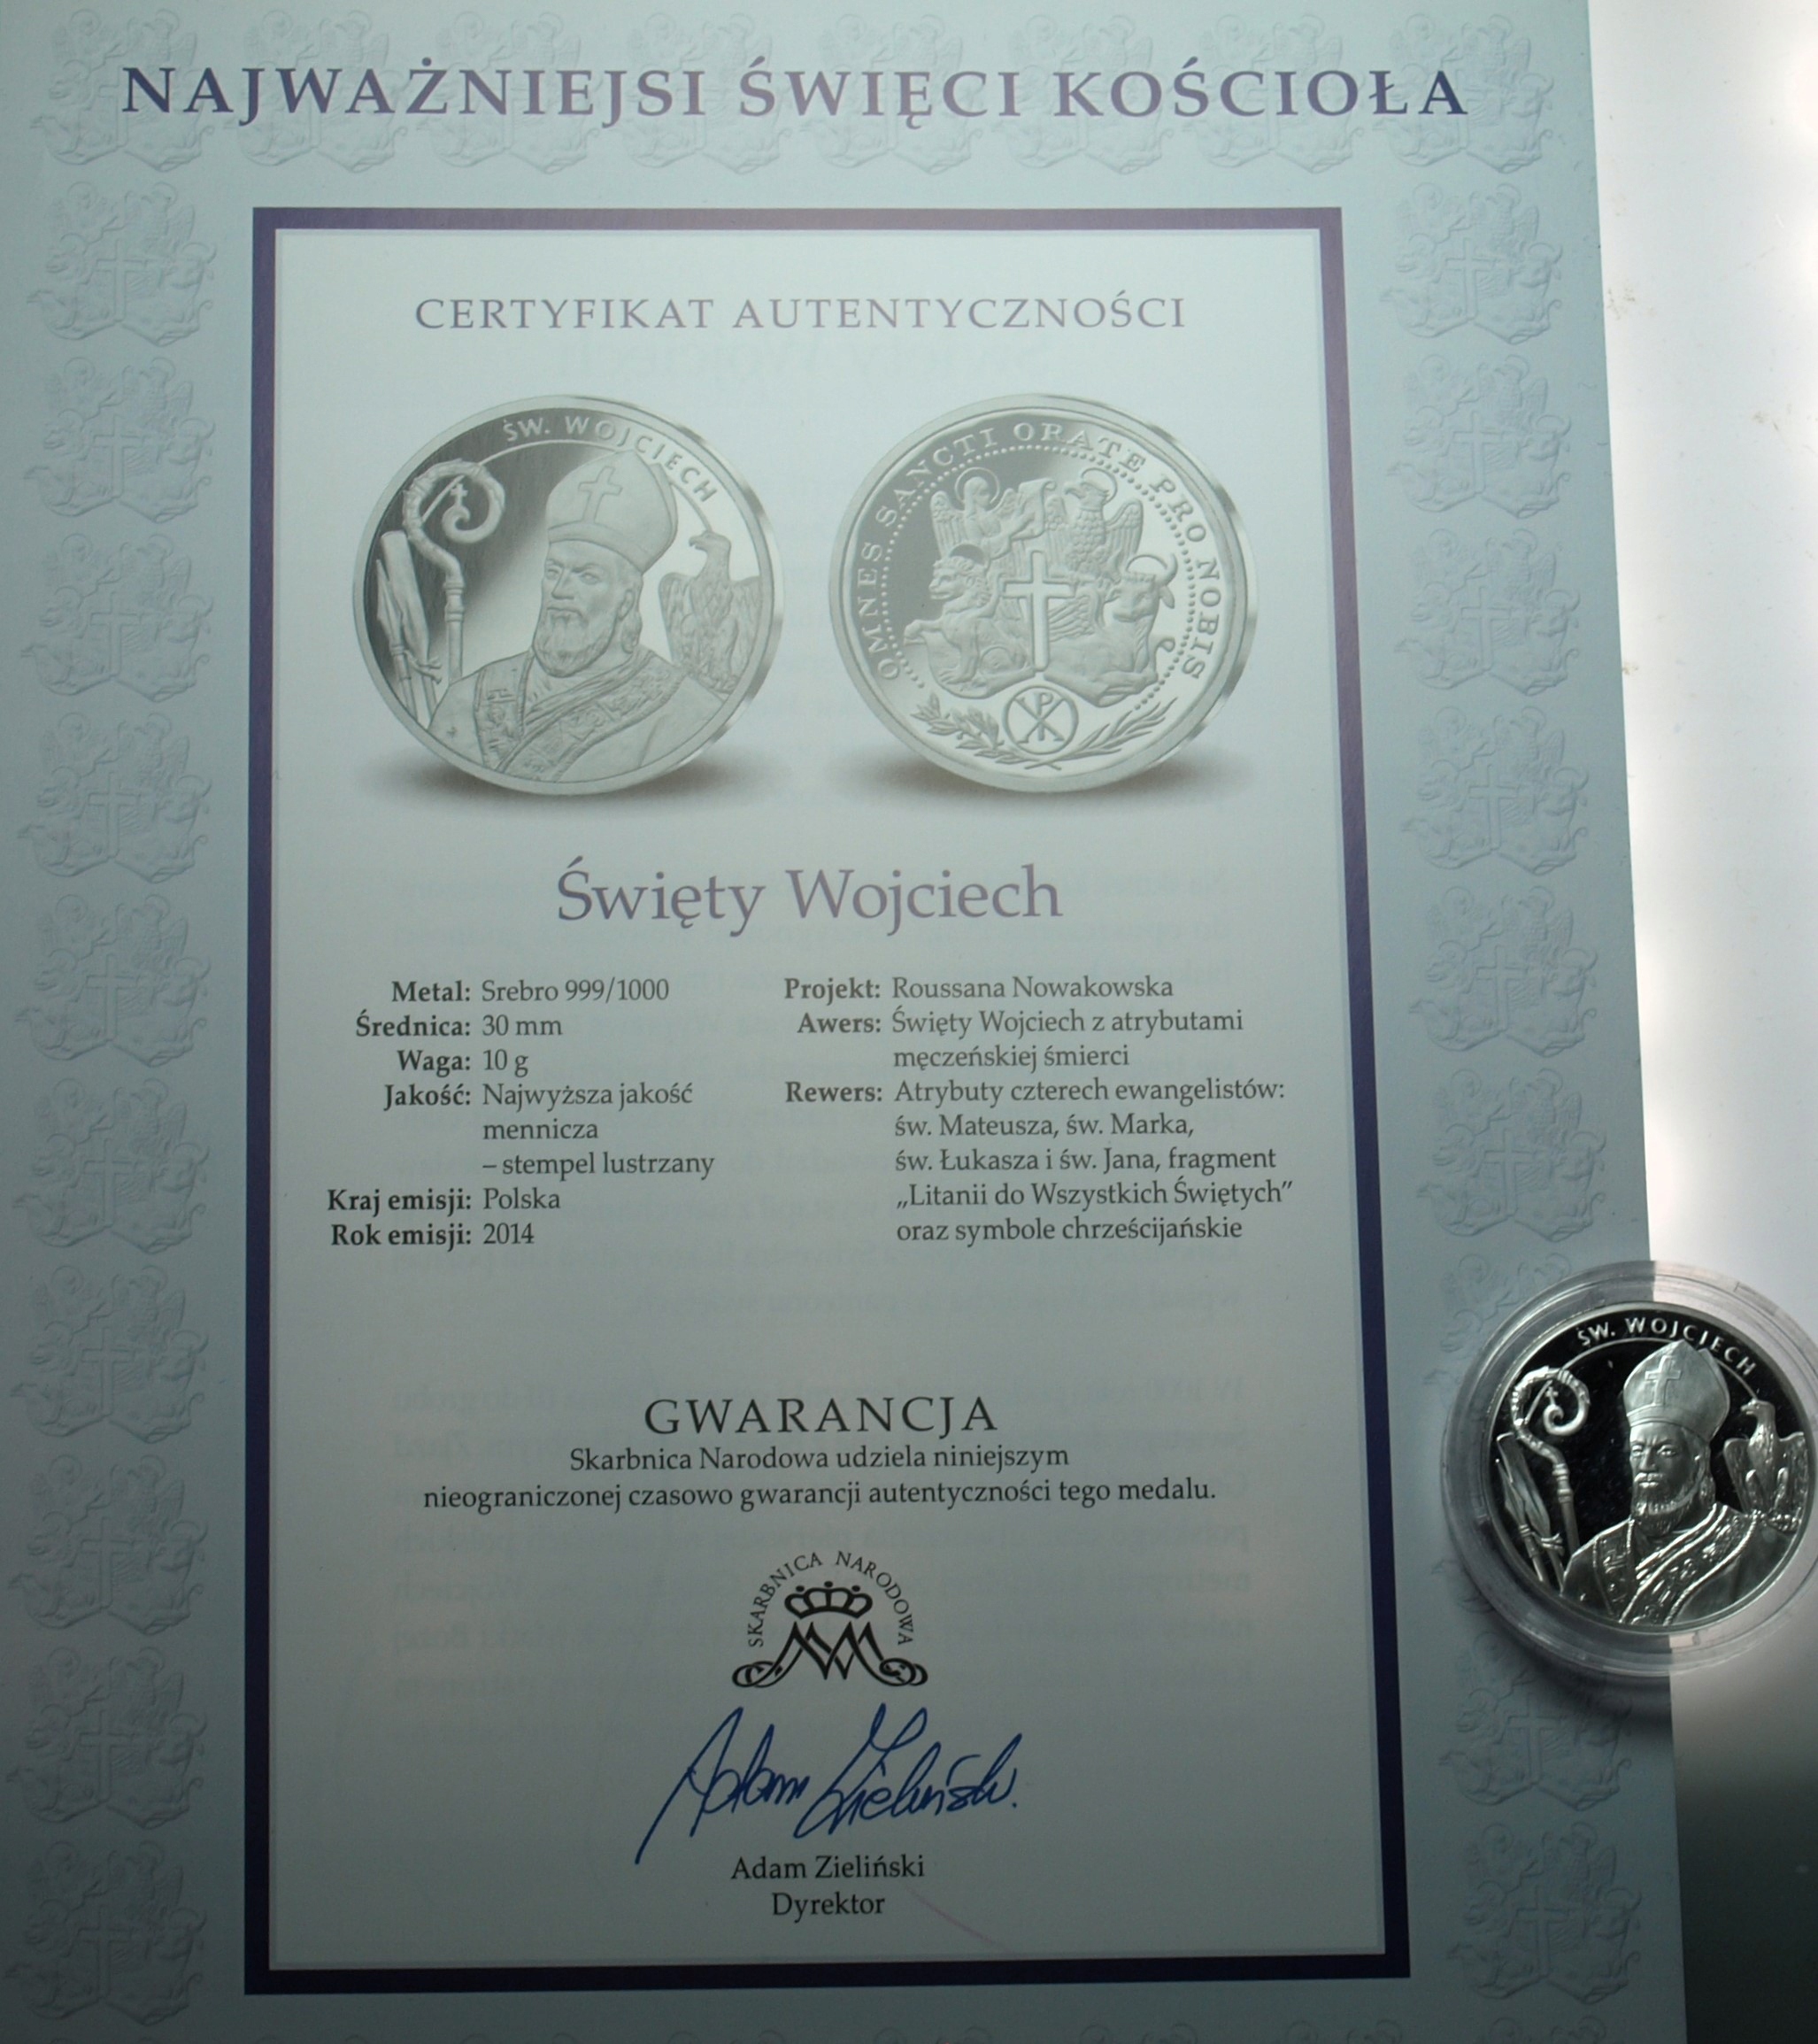 NAJWAŻNIEJSI ŚWIĘCI KOŚCIOŁA
CERTYFIKAT AUTENTYCZNOŚCI
ŚW. WOJCIECH
OMNES SANCTI ORATE PRO NOBIS
Święty Wojciech
Metal: Srebro 999/1000
Średnica: 30 mm
Waga: 10 g
Jakość: Najwyższa jakość
mennicza
– stempel lustrzany
Kraj emisji: Polska
Rok emisji: 2014
Projekt: Roussana Nowakowska
Awers: Święty Wojciech z atrybutami
męczeńskiej śmierci
Rewers: Atrybuty czterech ewangelistów:
św. Mateusza, św. Marka,
św. Łukasza i św. Jana, fragment
„Litanii do Wszystkich Świętych”
oraz symbole chrześcijańskie
ŚW. WOJCIECH
GWARANCJA
Skarbnica Narodowa udziela niniejszym
nieograniczonej czasowo gwarancji autentyczności tego medalu.
SKARBNICA NARODOWA
Adam Zieliński
Adam Zieliński
Dyrektor